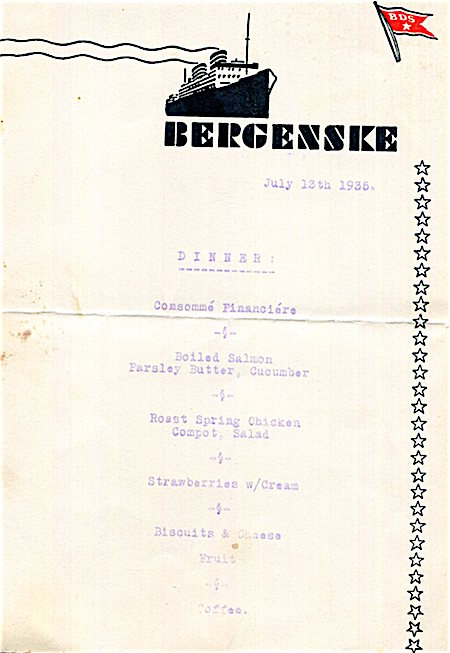 BDS
BERGENSKE
July 13th 1935.
DINNER:
Consommé Financiére
Boiled Salmon
Parsley Butter, Cucumber
Roast Spring Chicken
Compot, Salad
Strawberries w/Cream
Biscuits & Cheese
Fruit
Coffee.